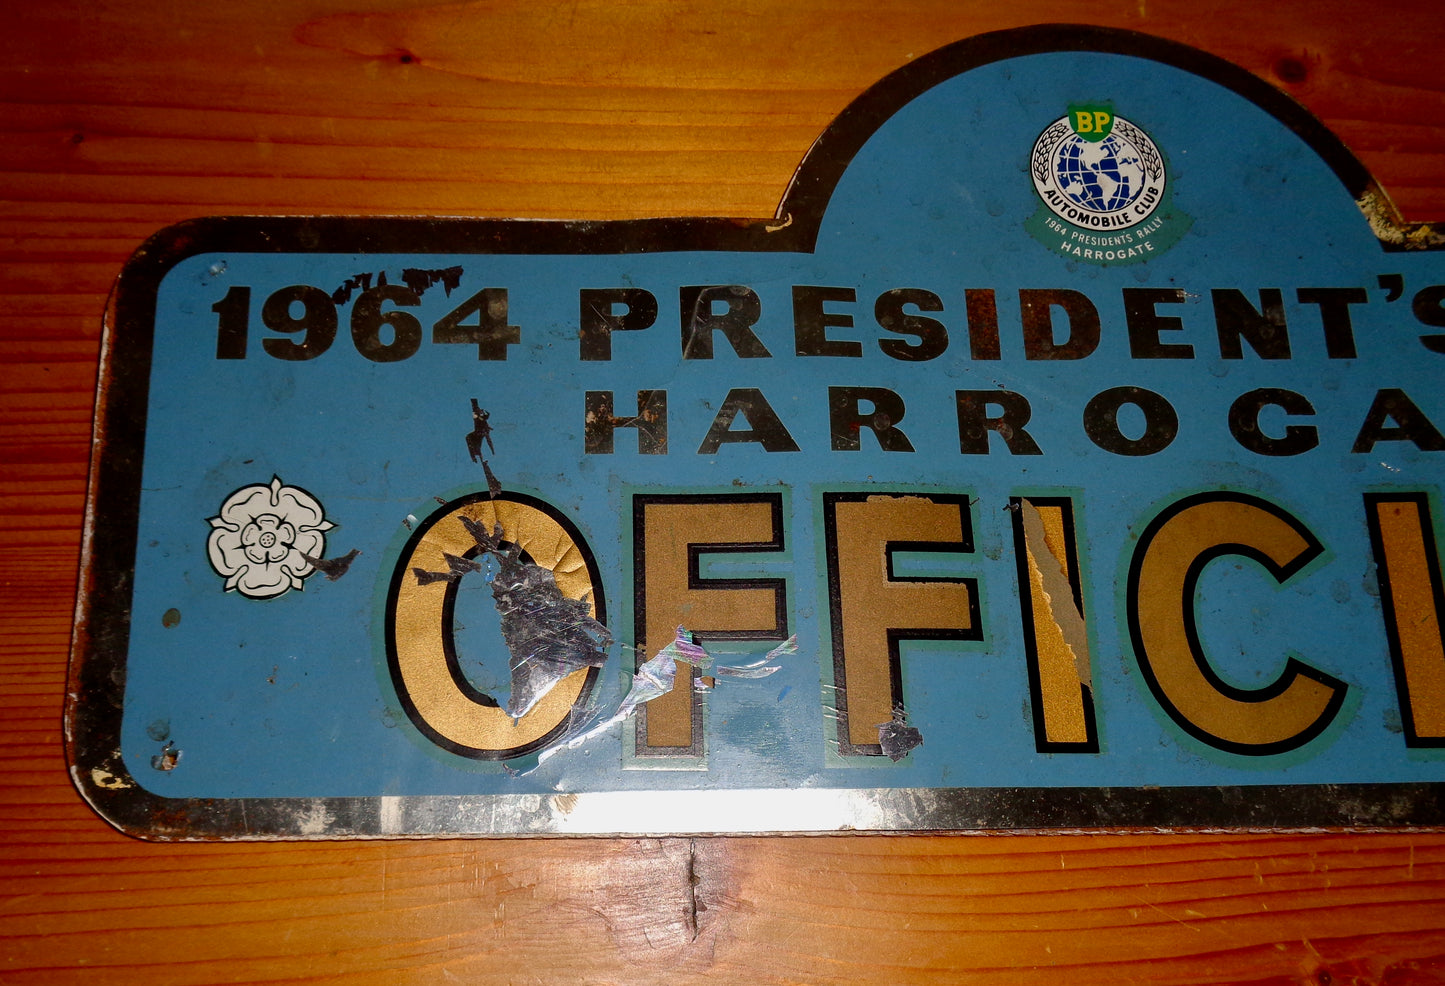 BP
AUTOMOBILE CLUB
1964 PRESIDENTS RALLY
HARROGATE
1964 PRESIDENT'S
HARROGA
OFFICI